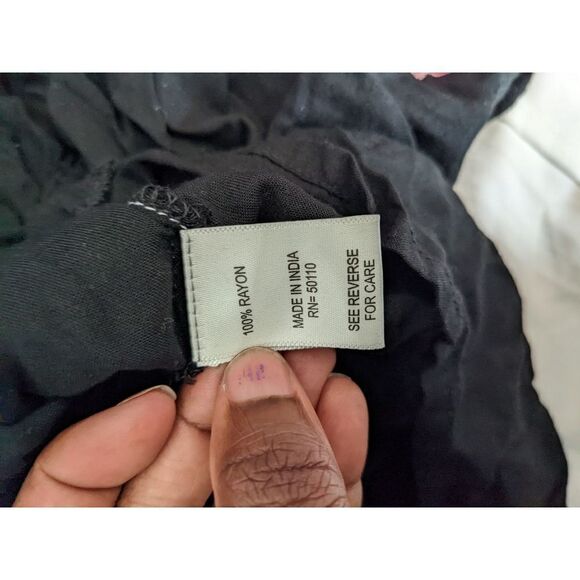 100% RAYON
MADE IN INDIA
RN= 50110
SEE REVERSE
FOR CARE